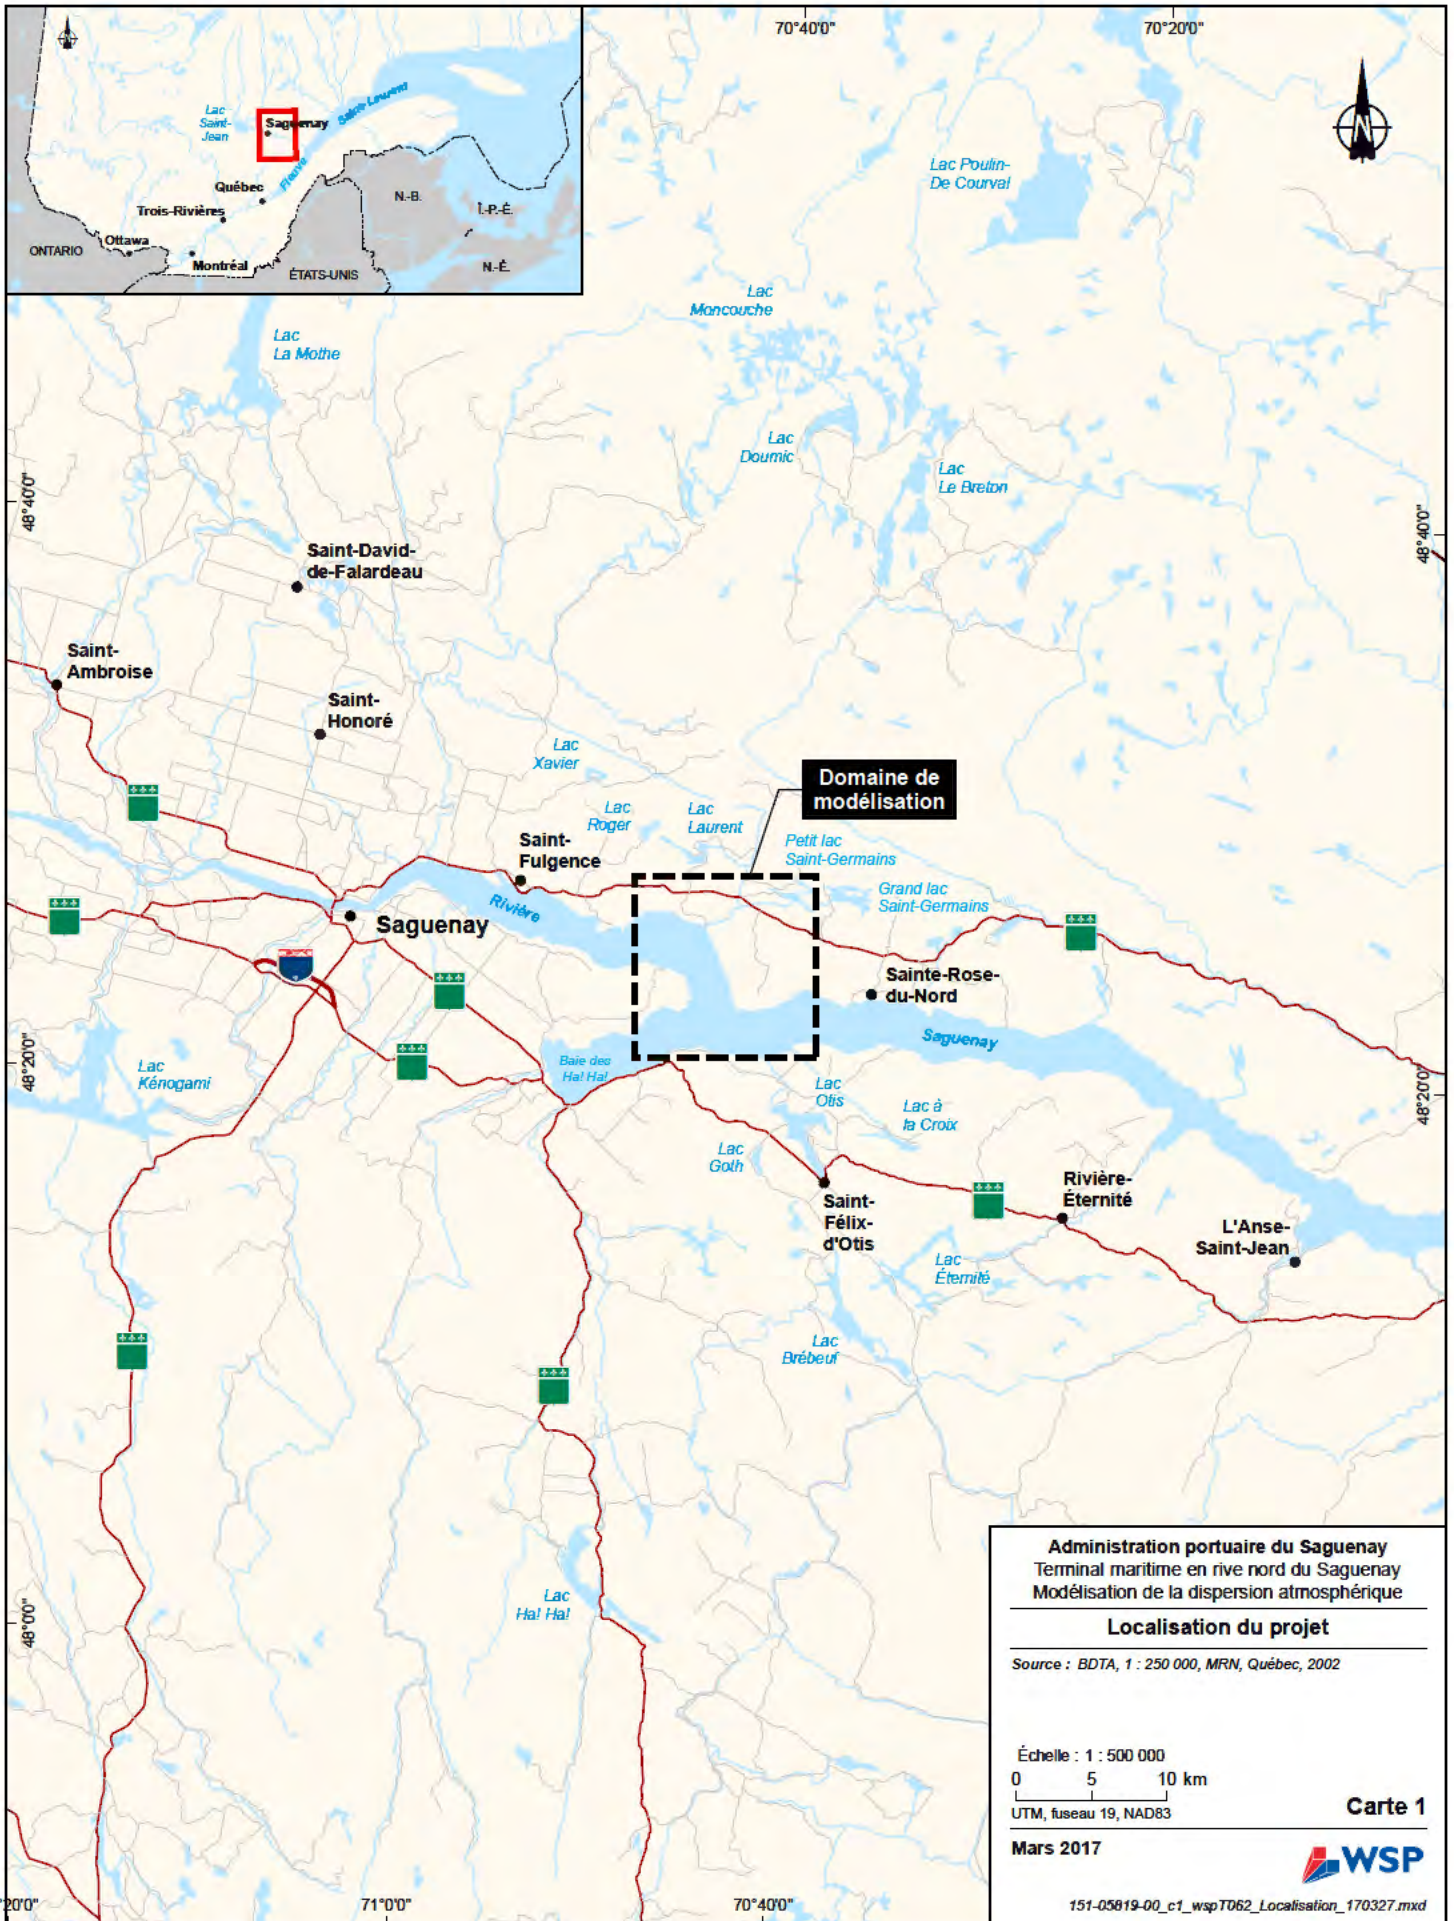 70°40'0"
70°20'0"
Lac
Saint-
Jean
Saguenay
Fleuve
Saint-Laurent
Québec
Trois-Rivières
Ottawa
ONTARIO
Montréal
ÉTATS-UNIS
N.-B.
Î.-P.-É.
N.-É.
Lac Poulin-
De Courval
Lac
Moncouche
Lac
La Mothe
Lac
Doumic
Lac
Le Breton
48°40'0"
48°40'0"
Saint-David-
de-Falardeau
Saint-
Ambroise
Saint-
Honoré
Lac
Xavier
Domaine de
modélisation
Lac
Roger
Lac
Laurent
Petit lac
Saint-Germains
Saint-
Fulgence
Grand lac
Saint-Germains
Rivière
Saguenay
Sainte-Rose-
du-Nord
Saguenay
48°20'0"
Baie des
Ha! Ha!
Lac
Kénogami
Lac
Otis
Lac à
la Croix
48°20'0"
Lac
Goth
Saint-
Félix-
d'Otis
Rivière-
Éternité
L'Anse-
Saint-Jean
Lac
Éternité
Lac
Brébeuf
Lac
Ha! Ha!
48°0'0"
Administration portuaire du Saguenay
Terminal maritime en rive nord du Saguenay
Modélisation de la dispersion atmosphérique
Localisation du projet
Source : BDTA, 1 : 250 000, MRN, Québec, 2002
Échelle : 1 : 500 000
0 5 10 km
UTM, fuseau 19, NAD83
Carte 1
Mars 2017
WSP
151-05819-00_c1_wspT062_Localisation_170327.mxd
20'0"
71°0'0"
70°40'0"